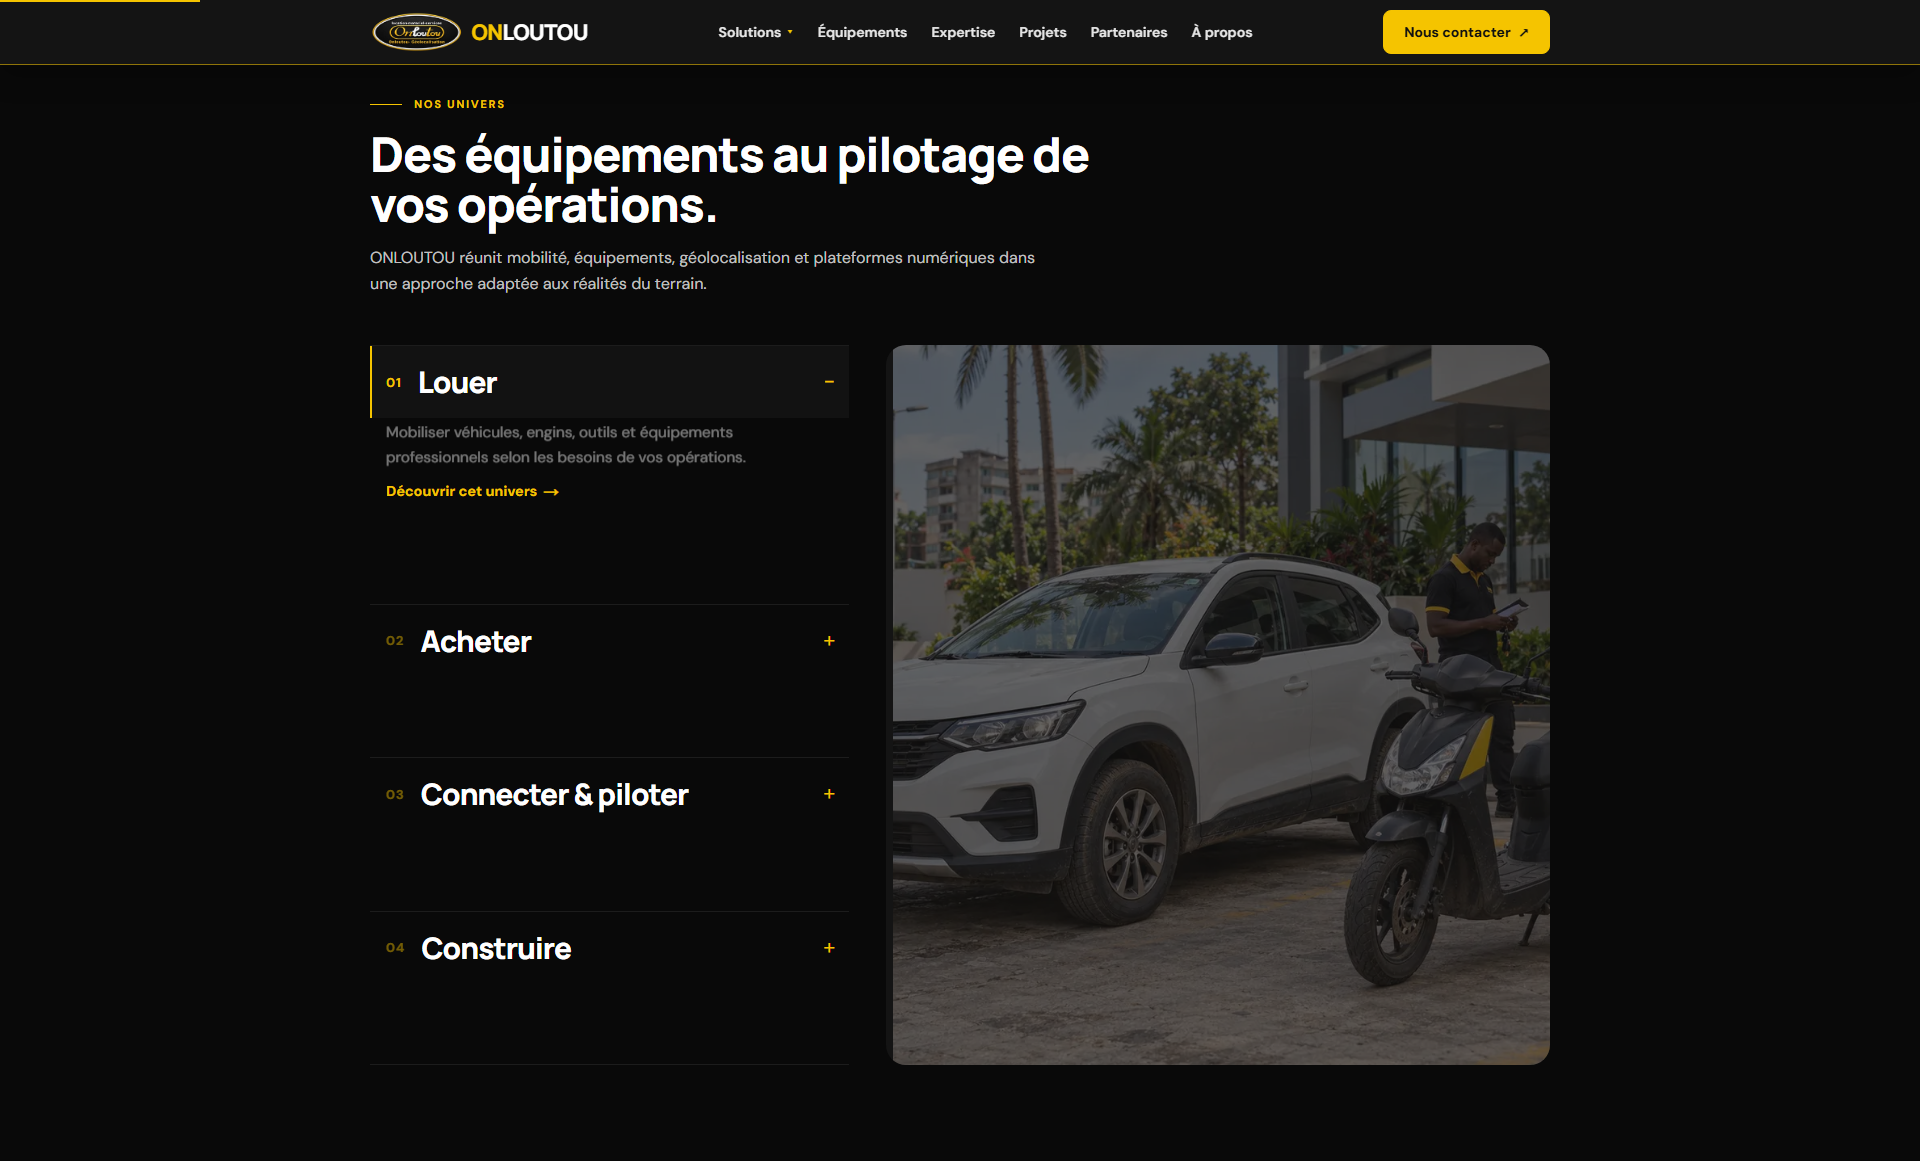 Onloutou
ONLOUTOU
Solutions
Équipements
Expertise
Projets
Partenaires
À propos
Nous contacter ↗
NOS UNIVERS
Des équipements au pilotage de
vos opérations.
ONLOUTOU réunit mobilité, équipements, géolocalisation et plateformes numériques dans
une approche adaptée aux réalités du terrain.
01 Louer −
Mobiliser véhicules, engins, outils et équipements
professionnels selon les besoins de vos opérations.
Découvrir cet univers →
02 Acheter +
03 Connecter & piloter +
04 Construire +